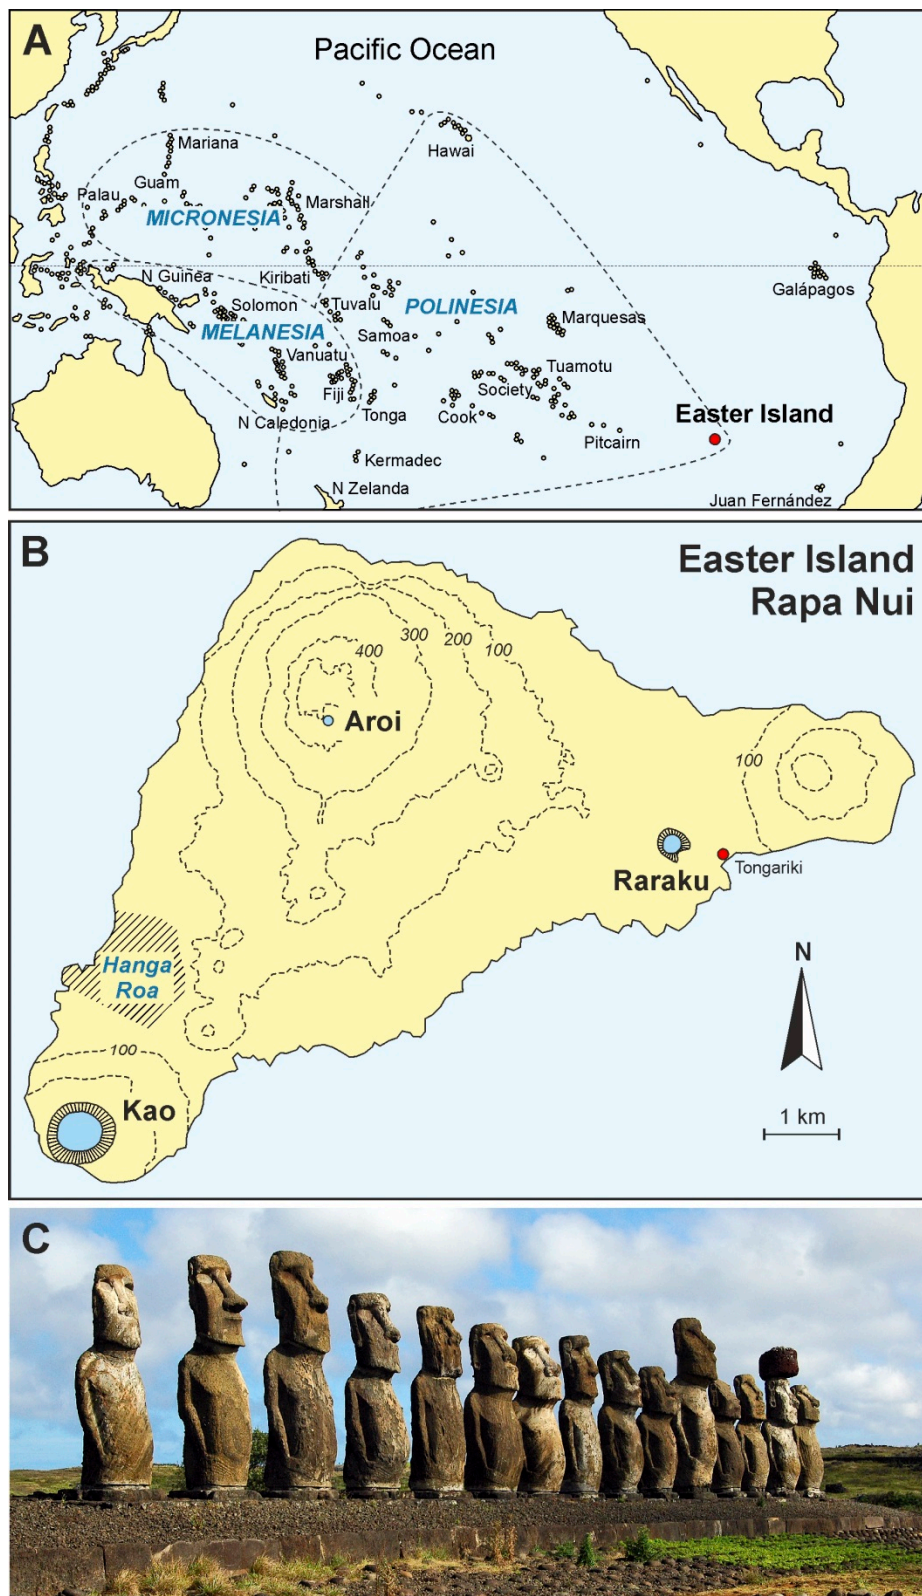 A
Pacific Ocean
Hawai
Mariana
Guam
Palau
MICRONESIA
Marshall
N Guinea
Kiribati
Galápagos
Solomon
Tuvalu
POLINESIA
MELANESIA
Samoa
Marquesas
Vanuatu
Tuamotu
Fiji
Society
Tonga
Cook
Easter Island
N Caledonia
Pitcairn
Kermadec
N Zelanda
Juan Fernández
B
Easter Island
Rapa Nui
400
300
200
100
Aroi
100
Raraku
Tongariki
Hanga
Roa
N
100
Kao
1 km
C